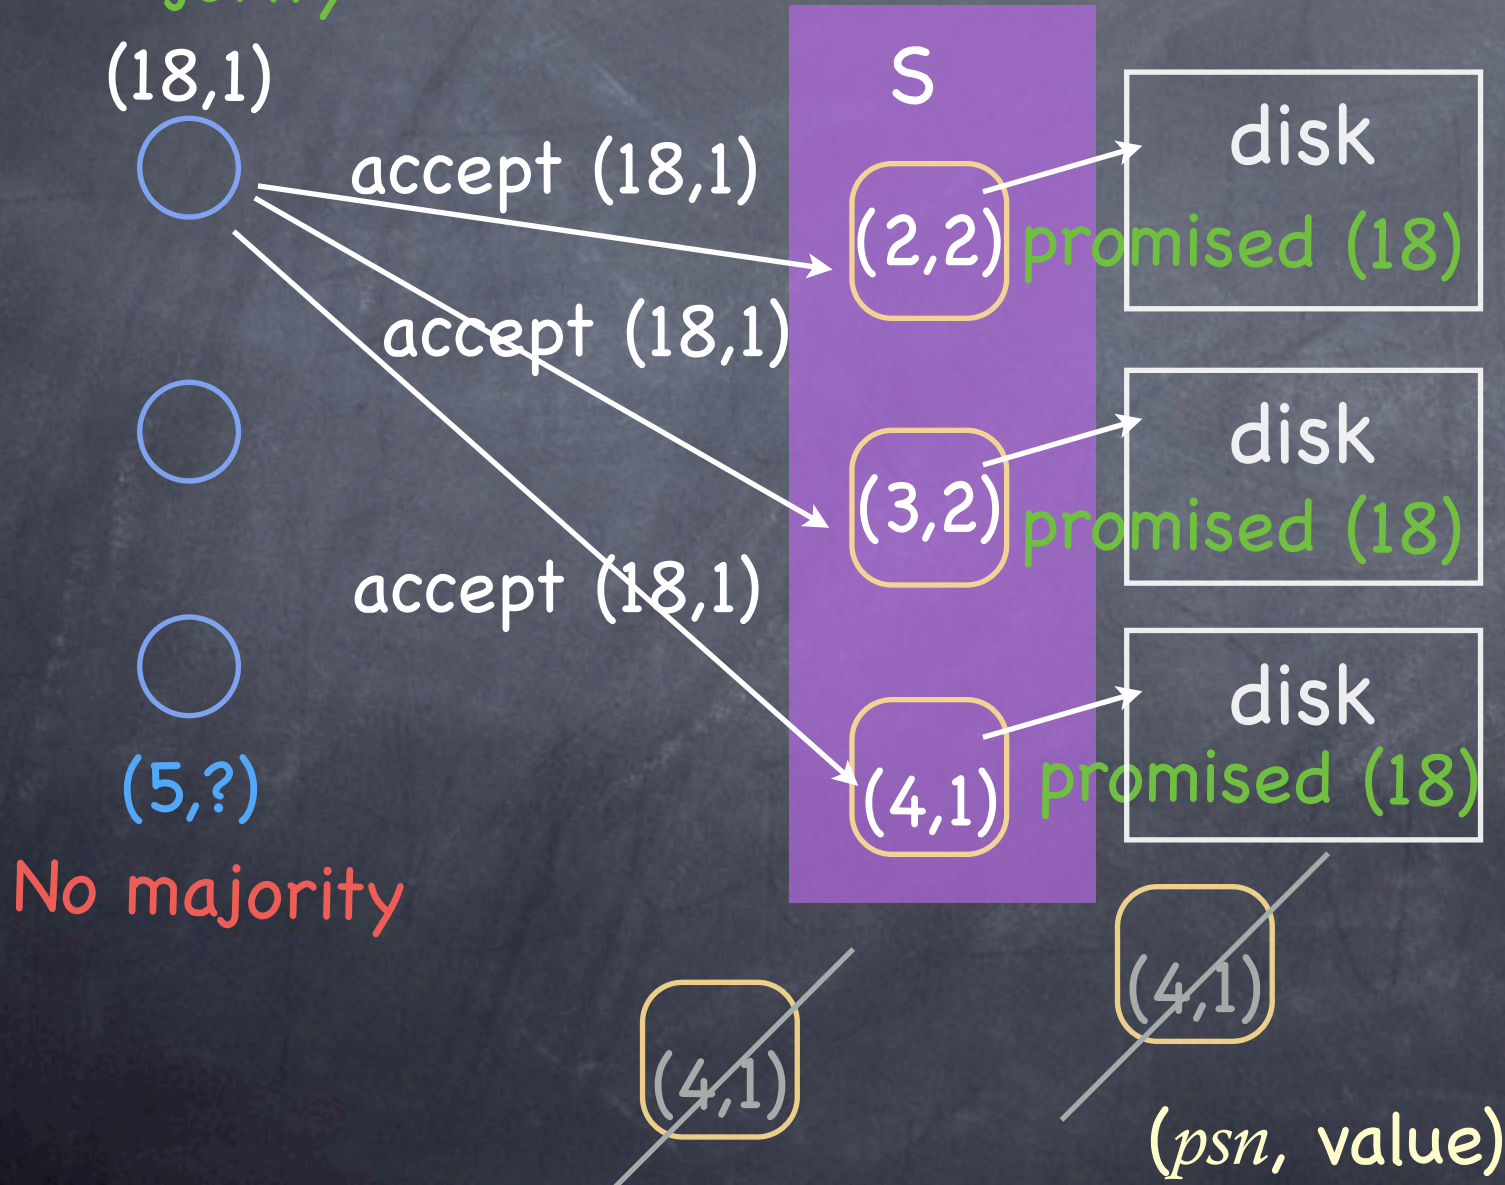 (18,1)
S
disk
accept (18,1)
(2,2)
promised (18)
accept (18,1)
disk
(3,2)
promised (18)
accept (18,1)
disk
(5,?)
(4,1)
promised (18)
No majority
(4,1)
(4,1)
(psn, value)